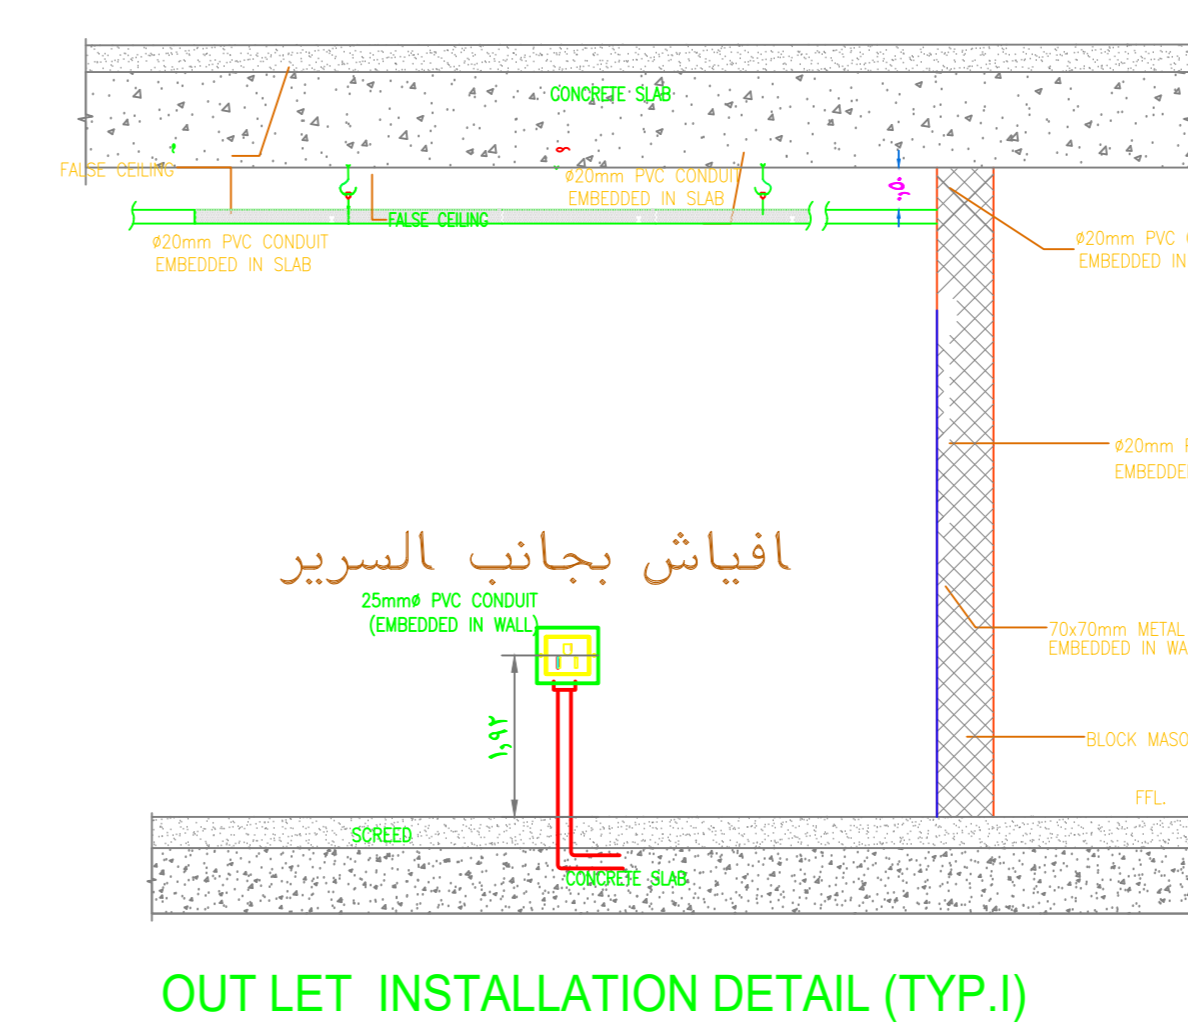 CONCRETE SLAB
FALSE CEILING
ø20mm PVC CONDUIT
EMBEDDED IN SLAB
٠,٥٠
FALSE CEILING
ø20mm PVC CONDUIT
EMBEDDED IN SLAB
ø20mm PVC
EMBEDDED IN
ø20mm
EMBEDDE
افياش بجانب السرير
25mmø PVC CONDUIT
(EMBEDDED IN WALL)
70x70mm METAL
EMBEDDED IN WA
١,٩٢
BLOCK MASO
FFL.
SCREED
CONCRETE SLAB
OUT LET INSTALLATION DETAIL (TYP.I)